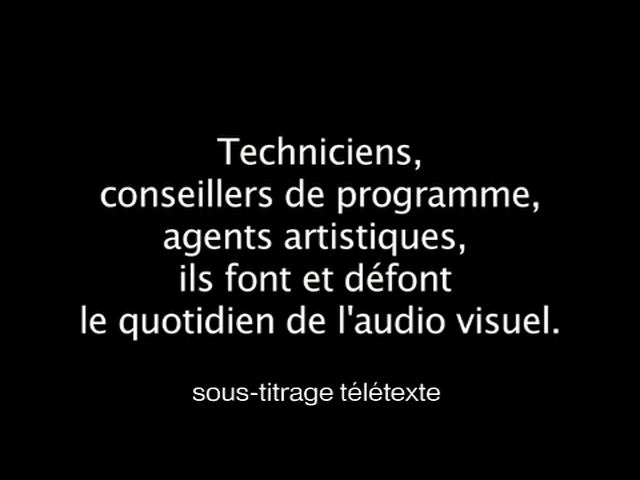 Techniciens,
conseillers de programme,
agents artistiques,
ils font et défont
le quotidien de l'audio visuel.
sous-titrage télétexte